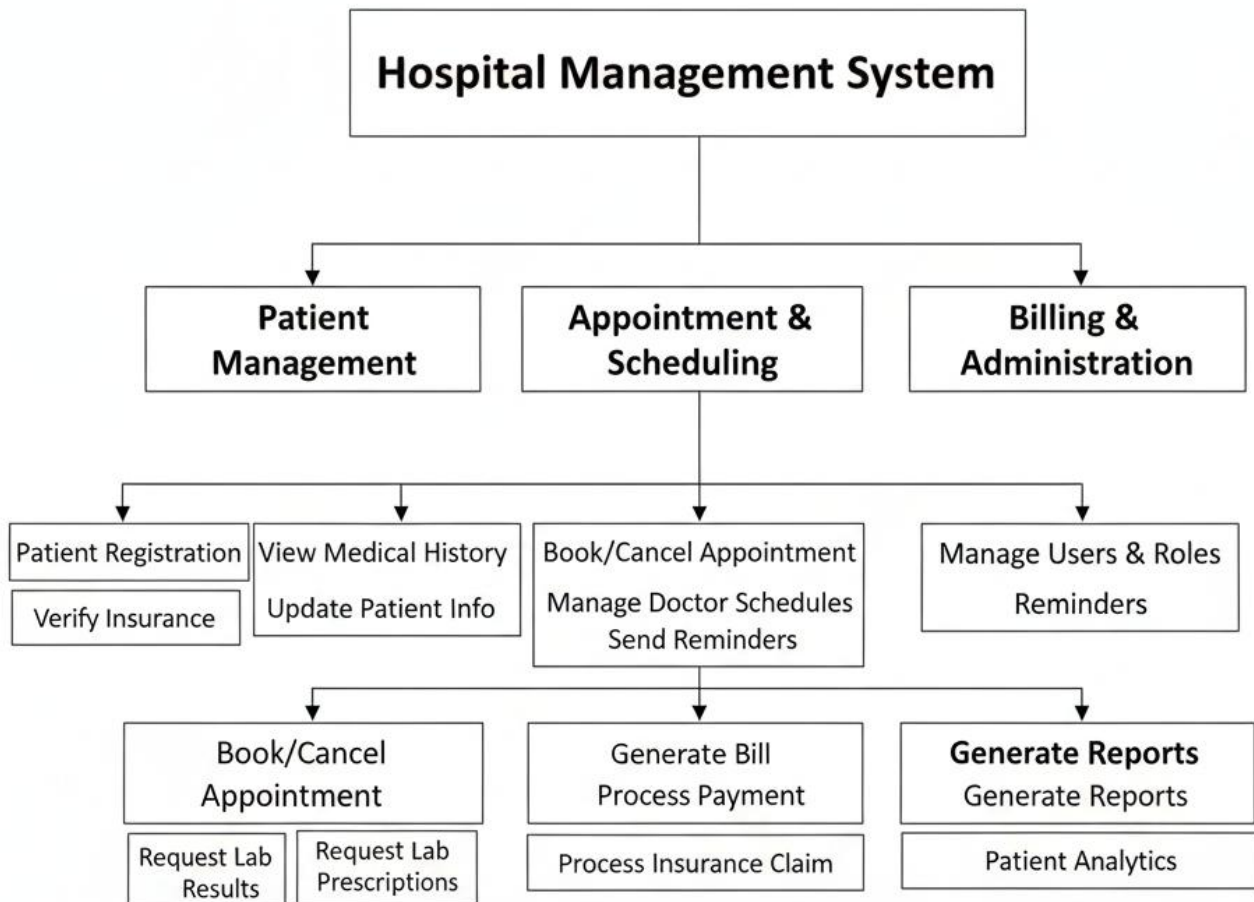 Hospital Management System
Patient
Management
Appointment &
Scheduling
Billing &
Administration
Patient Registration
Verify Insurance
View Medical History
Update Patient Info
Book/Cancel Appointment
Manage Doctor Schedules
Send Reminders
Manage Users & Roles
Reminders
Book/Cancel
Appointment
Request Lab
Results
Request Lab
Prescriptions
Generate Bill
Process Payment
Process Insurance Claim
Generate Reports
Generate Reports
Patient Analytics